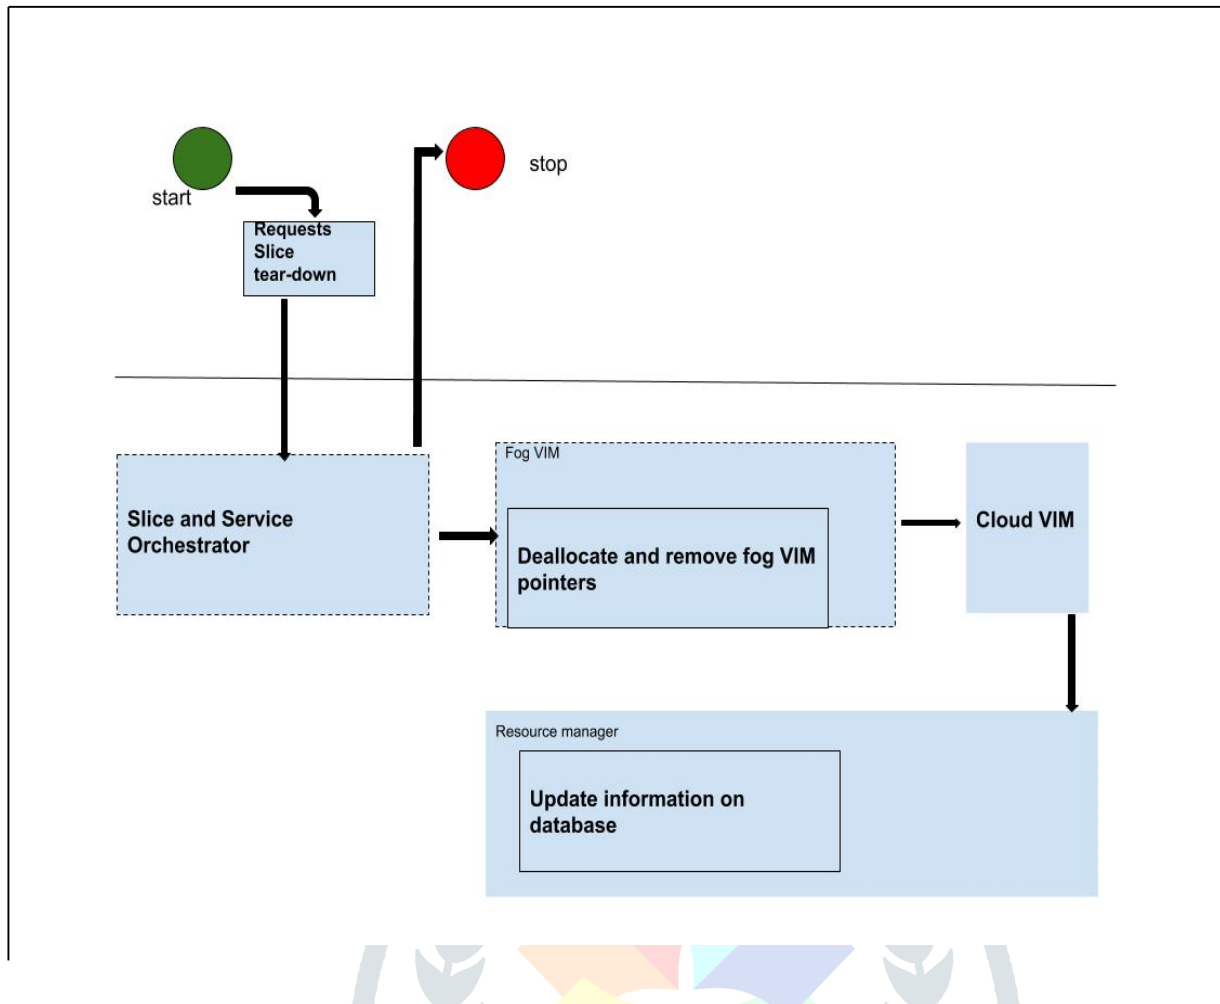 start
stop
Requests
Slice
tear-down
Slice and Service
Orchestrator
Fog VIM
Deallocate and remove fog VIM
pointers
Cloud VIM
Resource manager
Update information on
database